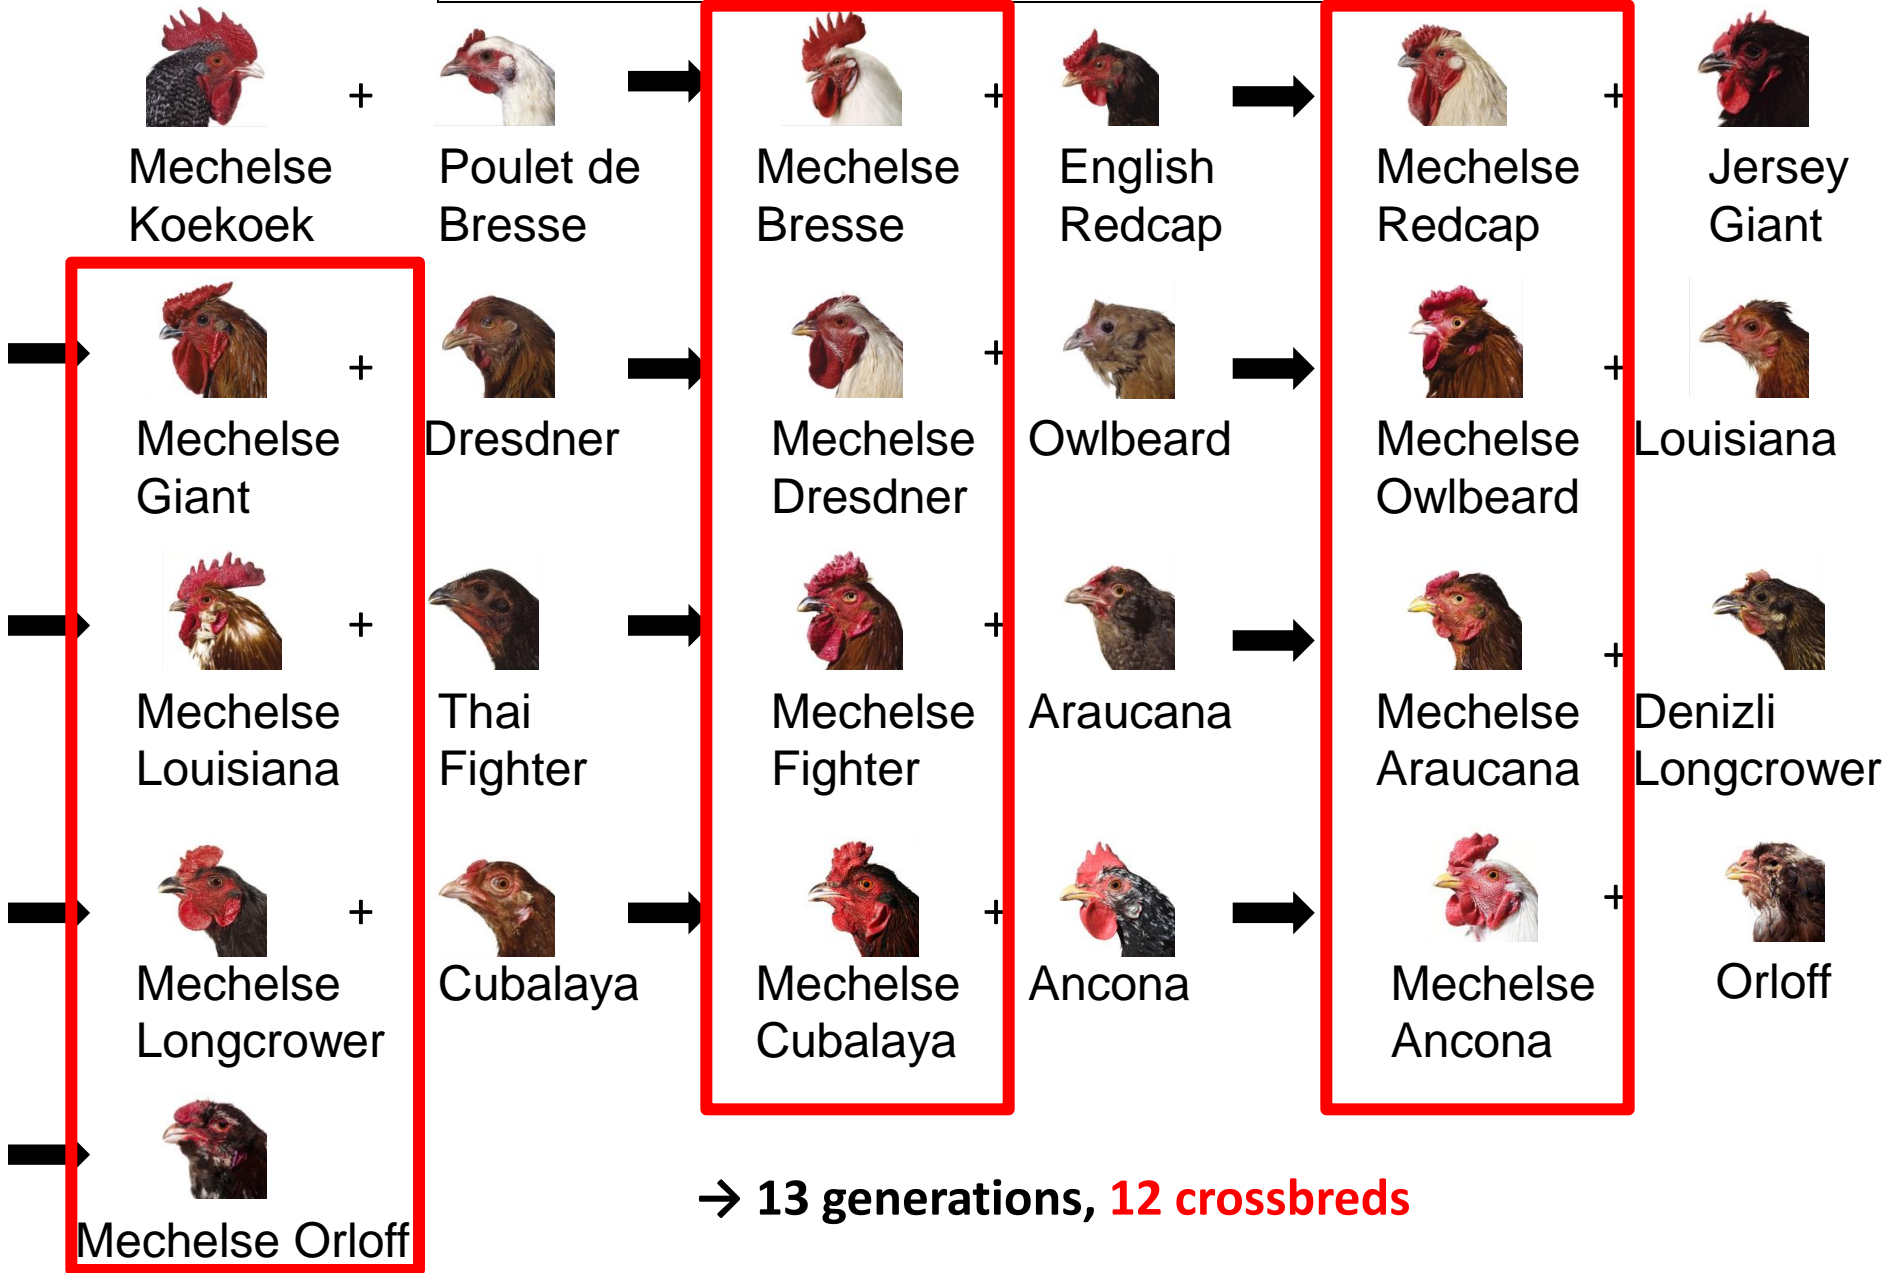 +
+
+
Mechelse
Koekoek
Poulet de
Bresse
Mechelse
Bresse
English
Redcap
Mechelse
Redcap
Jersey
Giant
+
+
+
Mechelse
Giant
Dresdner
Mechelse
Dresdner
Owlbeard
Mechelse
Owlbeard
Louisiana
+
+
+
Mechelse
Louisiana
Thai
Fighter
Mechelse
Fighter
Araucana
Mechelse
Araucana
Denizli
Longcrower
+
+
+
Mechelse
Longcrower
Cubalaya
Mechelse
Cubalaya
Ancona
Mechelse
Ancona
Orloff
Mechelse Orloff
→ 13 generations, 12 crossbreds